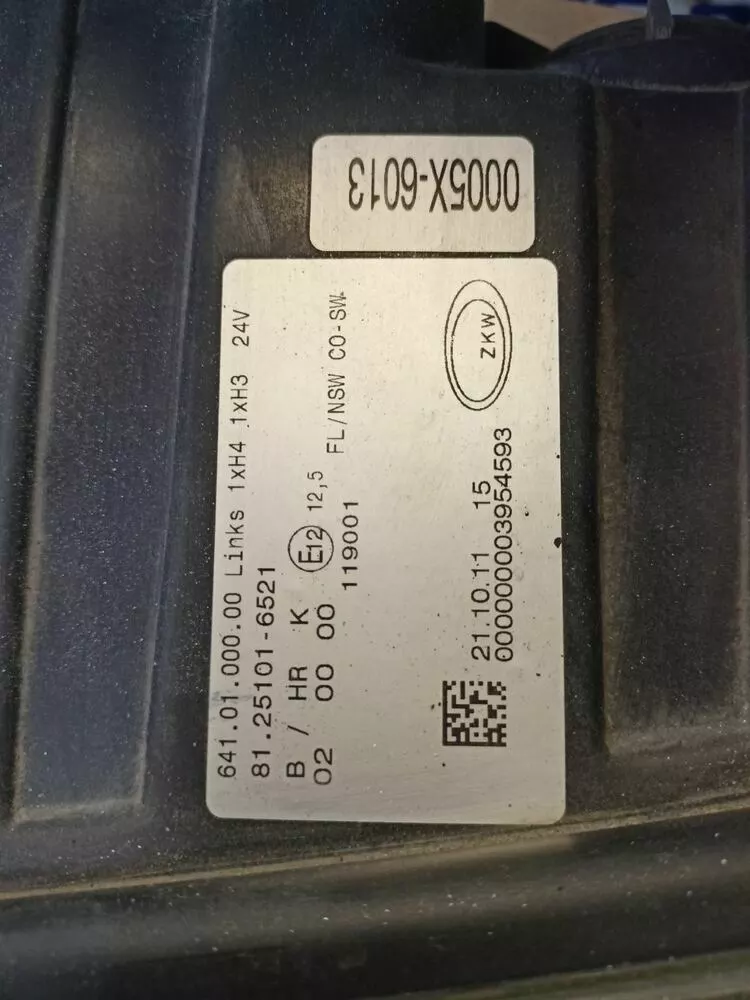 0005X-6013
641.01.000.00 Links 1xH4 1xH3 24V
81.25101-6521
B / HR K E12 12,5 FL/NSW CO-SW
02 00 00 119001
ZKW
21.10.11 15
0000000003954593